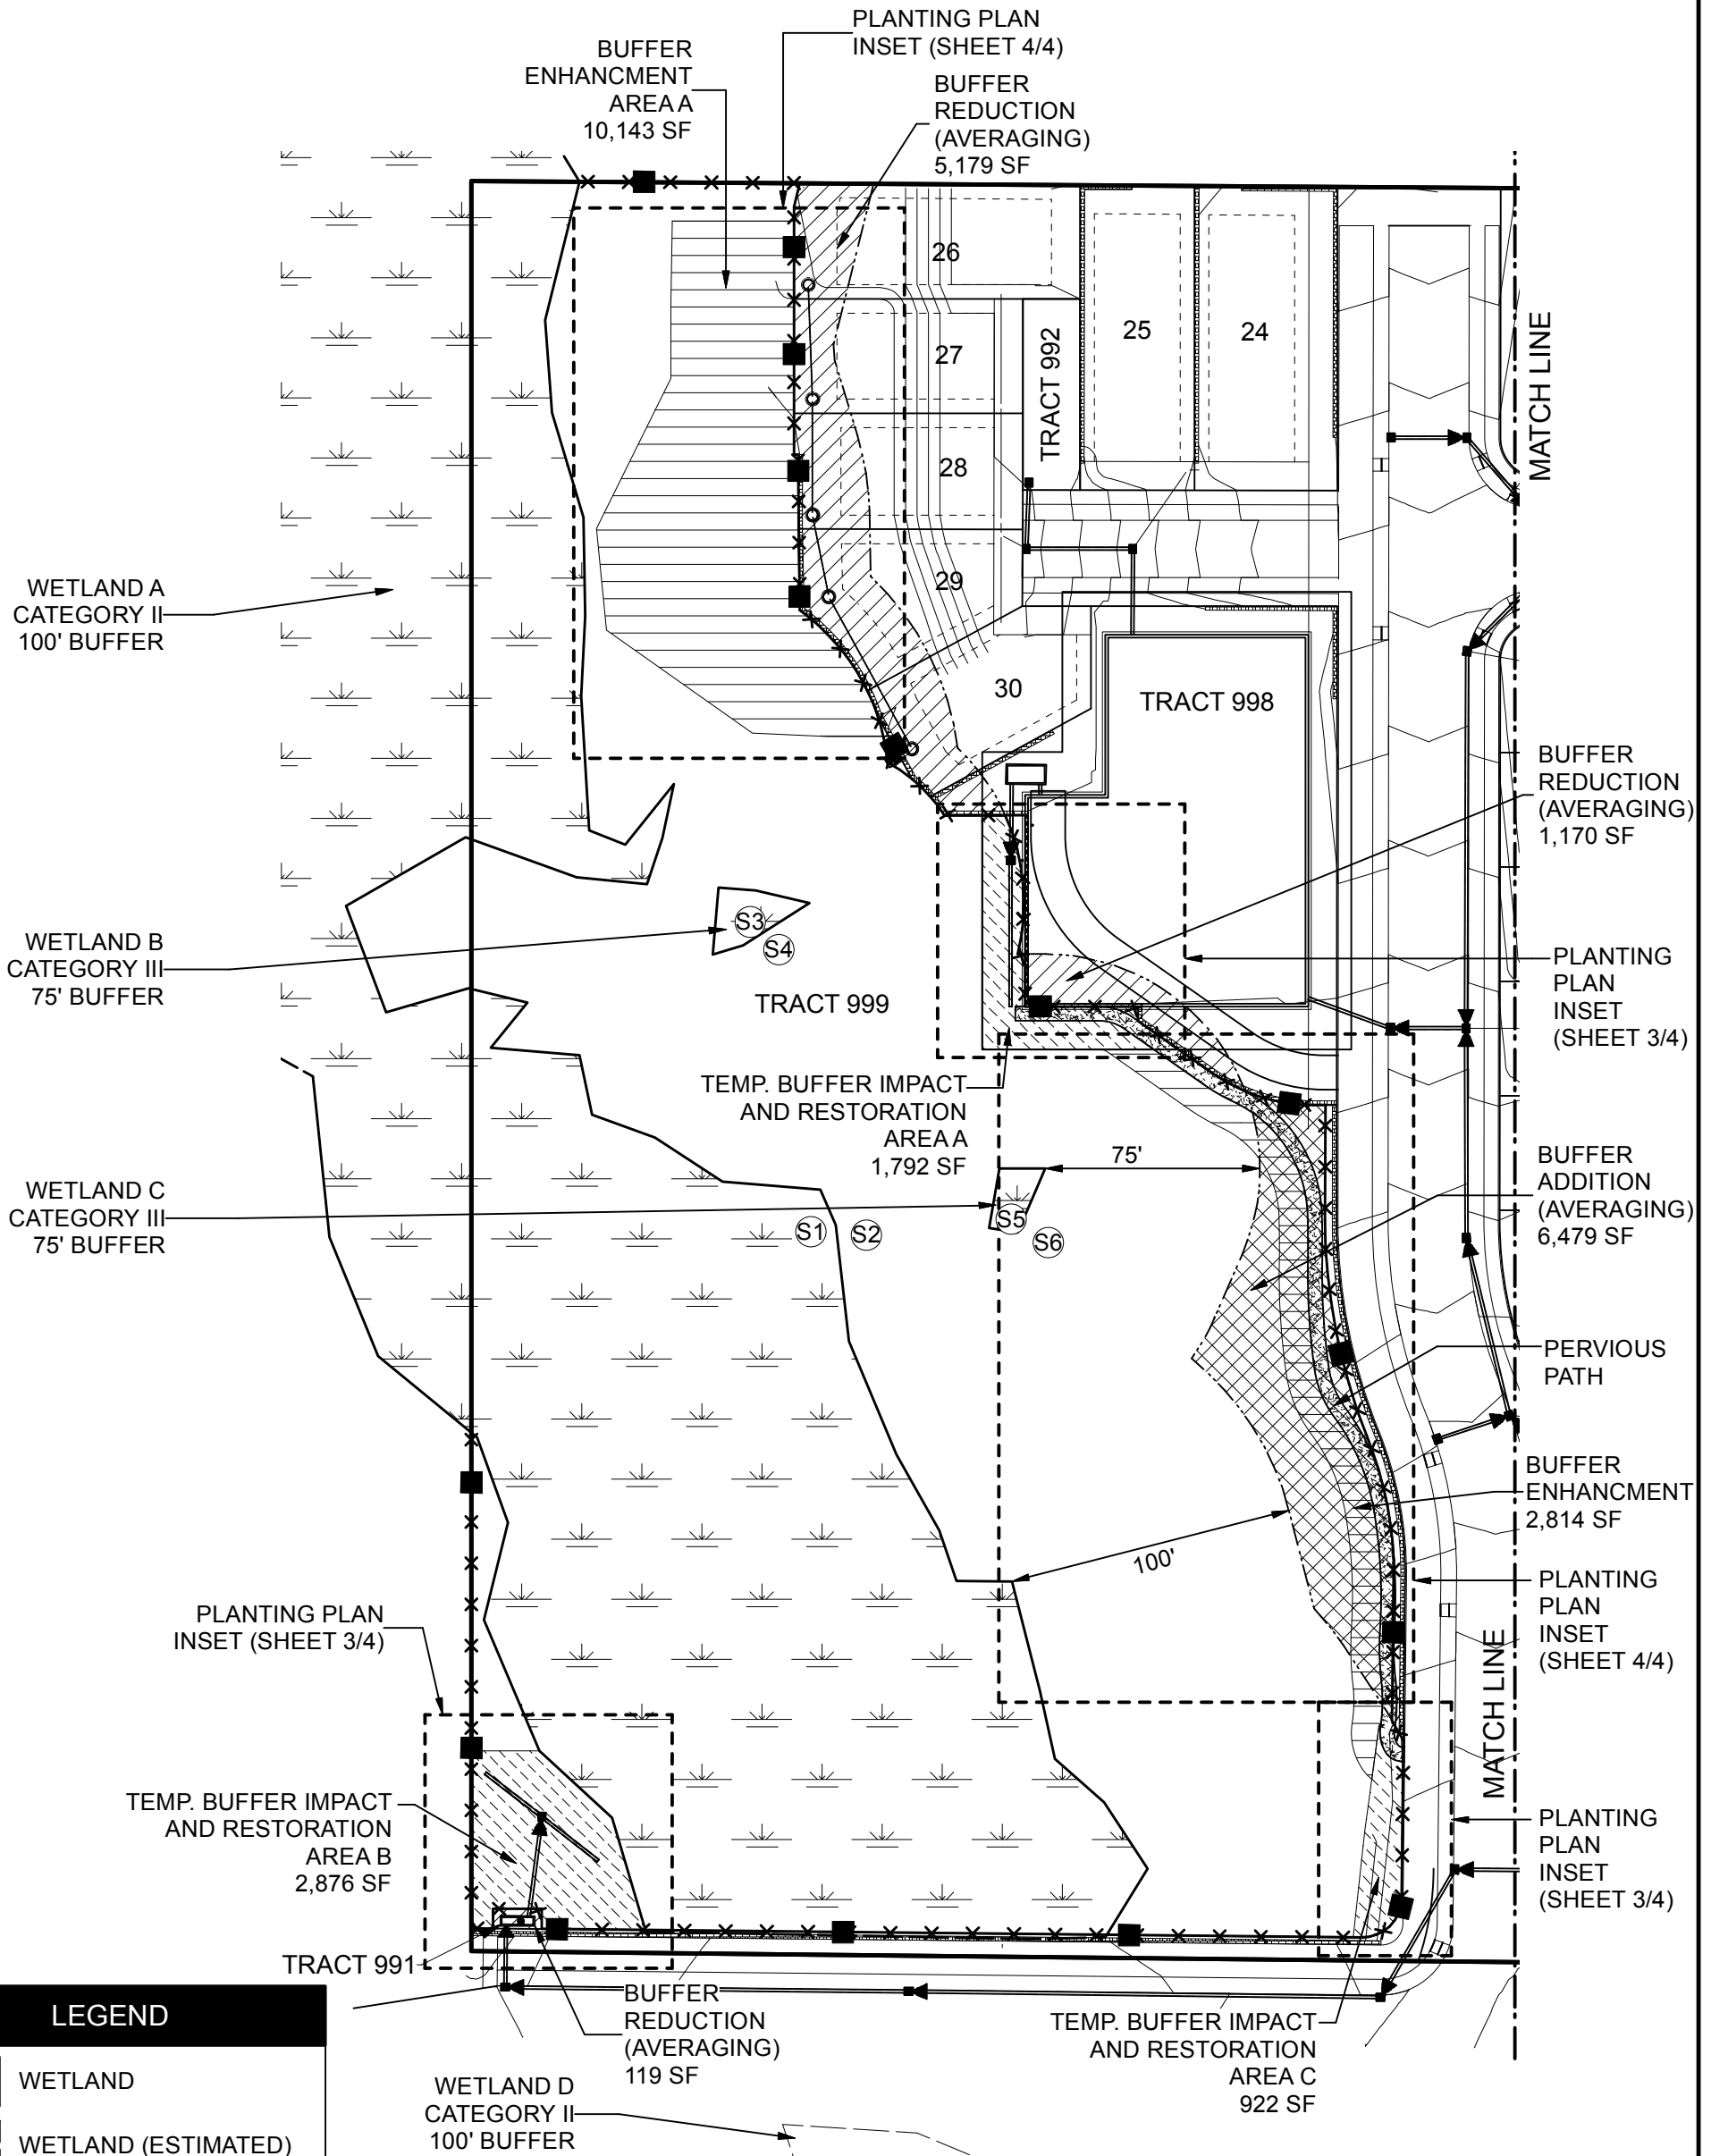 PLANTING PLAN
INSET (SHEET 4/4)
BUFFER
ENHANCMENT
AREA A
10,143 SF
BUFFER
REDUCTION
(AVERAGING)
5,179 SF
26
27
28
29
30
25
24
TRACT 992
MATCH LINE
WETLAND A
CATEGORY II
100' BUFFER
TRACT 998
BUFFER
REDUCTION
(AVERAGING)
1,170 SF
WETLAND B
CATEGORY III
75' BUFFER
S3
S4
TRACT 999
PLANTING
PLAN
INSET
(SHEET 3/4)
TEMP. BUFFER IMPACT
AND RESTORATION
AREA A
1,792 SF
75'
WETLAND C
CATEGORY III
75' BUFFER
S1
S2
S5
S6
BUFFER
ADDITION
(AVERAGING)
6,479 SF
PERVIOUS
PATH
BUFFER
ENHANCMENT
2,814 SF
100'
PLANTING
PLAN
INSET
(SHEET 4/4)
PLANTING PLAN
INSET (SHEET 3/4)
MATCH LINE
TEMP. BUFFER IMPACT
AND RESTORATION
AREA B
2,876 SF
PLANTING
PLAN
INSET
(SHEET 3/4)
TRACT 991
BUFFER
REDUCTION
(AVERAGING)
119 SF
TEMP. BUFFER IMPACT
AND RESTORATION
AREA C
922 SF
WETLAND D
CATEGORY II
100' BUFFER
LEGEND
WETLAND
WETLAND (ESTIMATED)